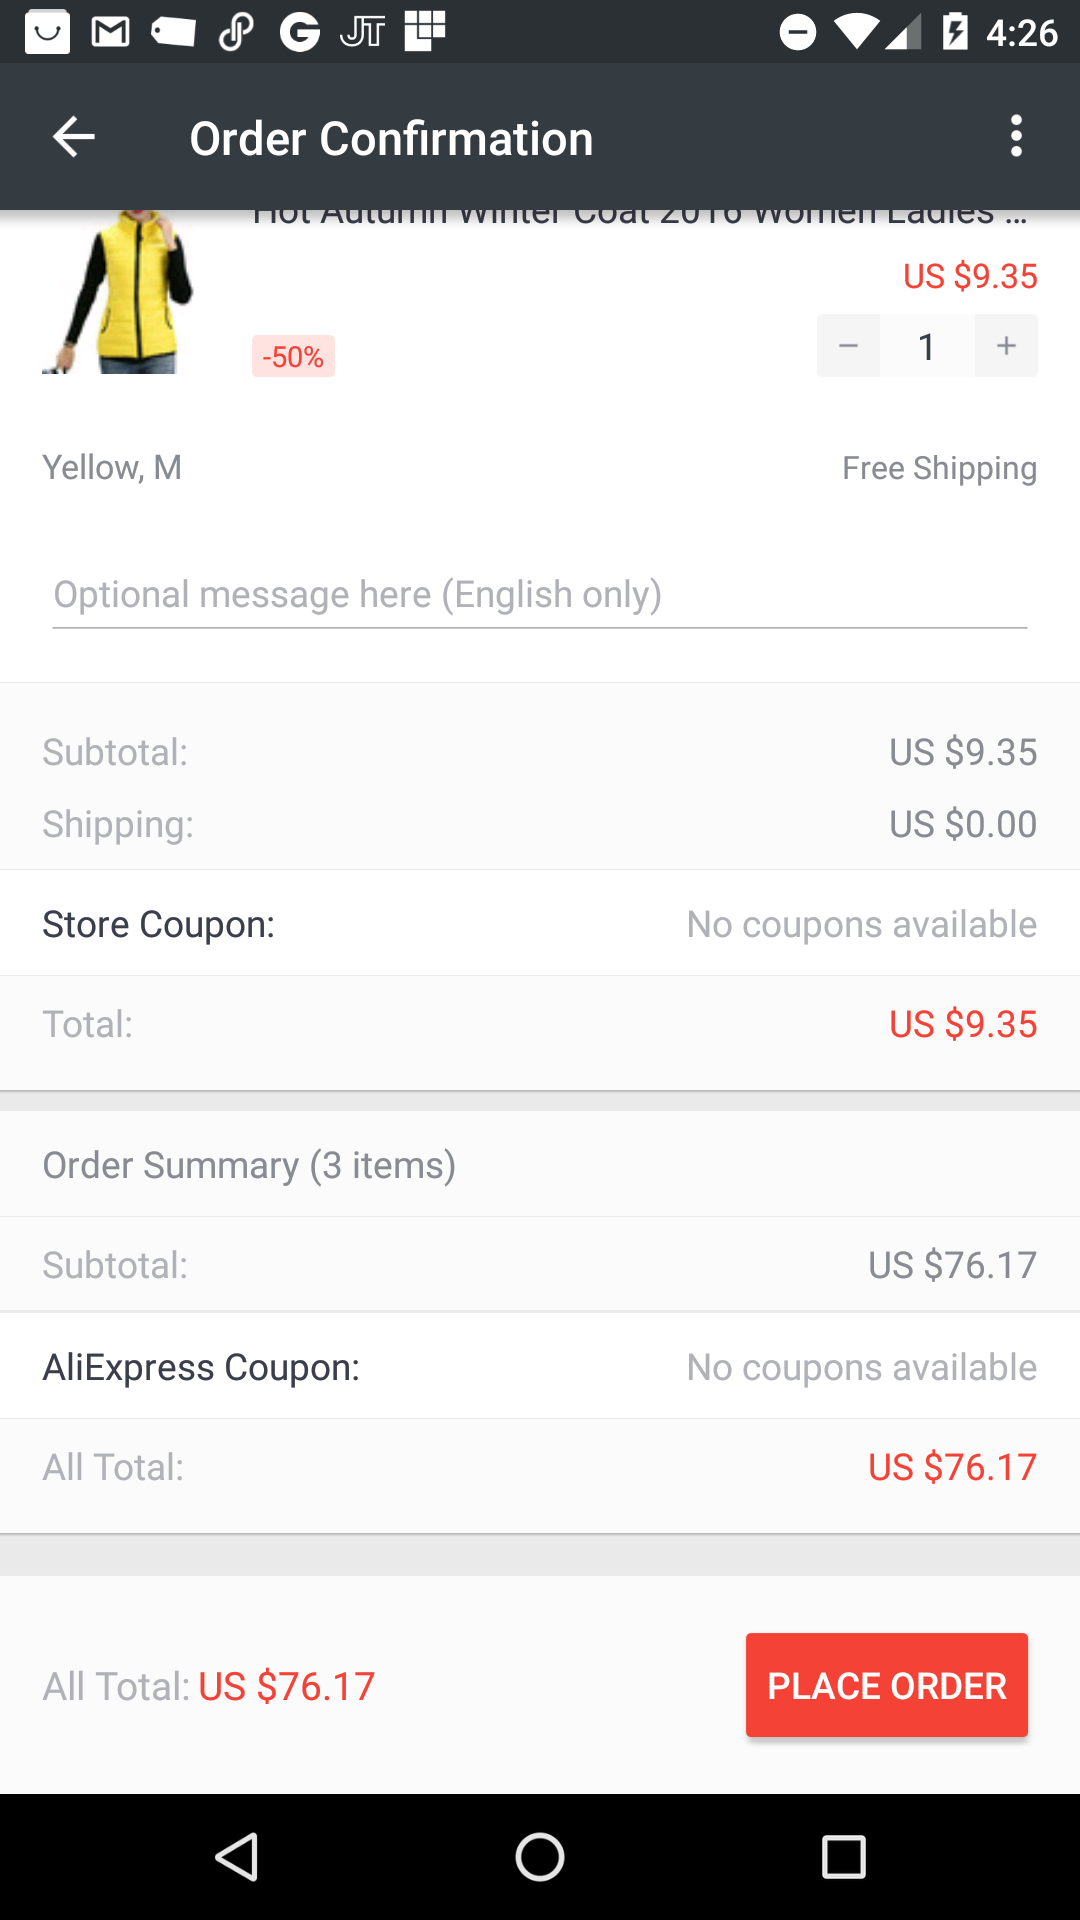 4:26
Order Confirmation
Hot Autumn Winter Coat 2016 Women Ladies ...
US $9.35
-50%
− 1 +
Yellow, M
Free Shipping
Optional message here (English only)
Subtotal: US $9.35
Shipping: US $0.00
Store Coupon: No coupons available
Total: US $9.35
Order Summary (3 items)
Subtotal: US $76.17
AliExpress Coupon: No coupons available
All Total: US $76.17
All Total: US $76.17
PLACE ORDER